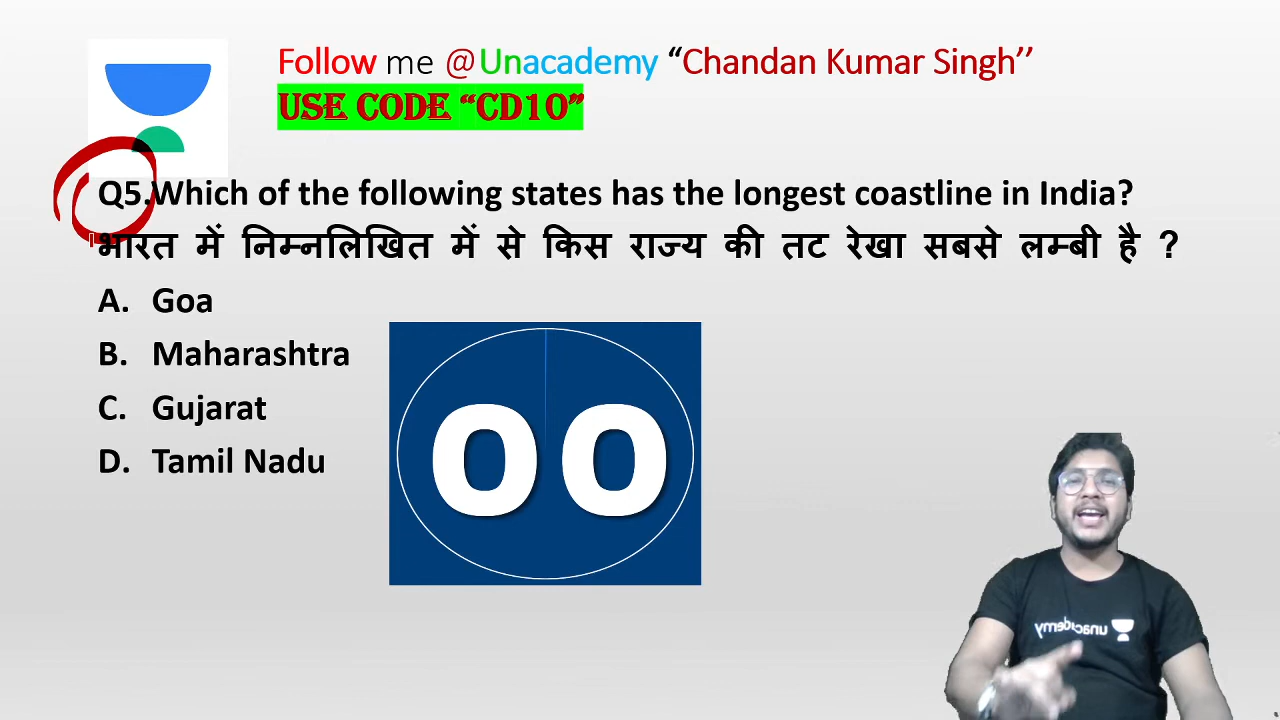 Follow me @Unacademy “Chandan Kumar Singh’’
USE CODE “CD10”
Q5.Which of the following states has the longest coastline in India?
भारत में निम्नलिखित में से किस राज्य की तट रेखा सबसे लम्बी है ?
A. Goa
B. Maharashtra
C. Gujarat
D. Tamil Nadu
00
unacademy